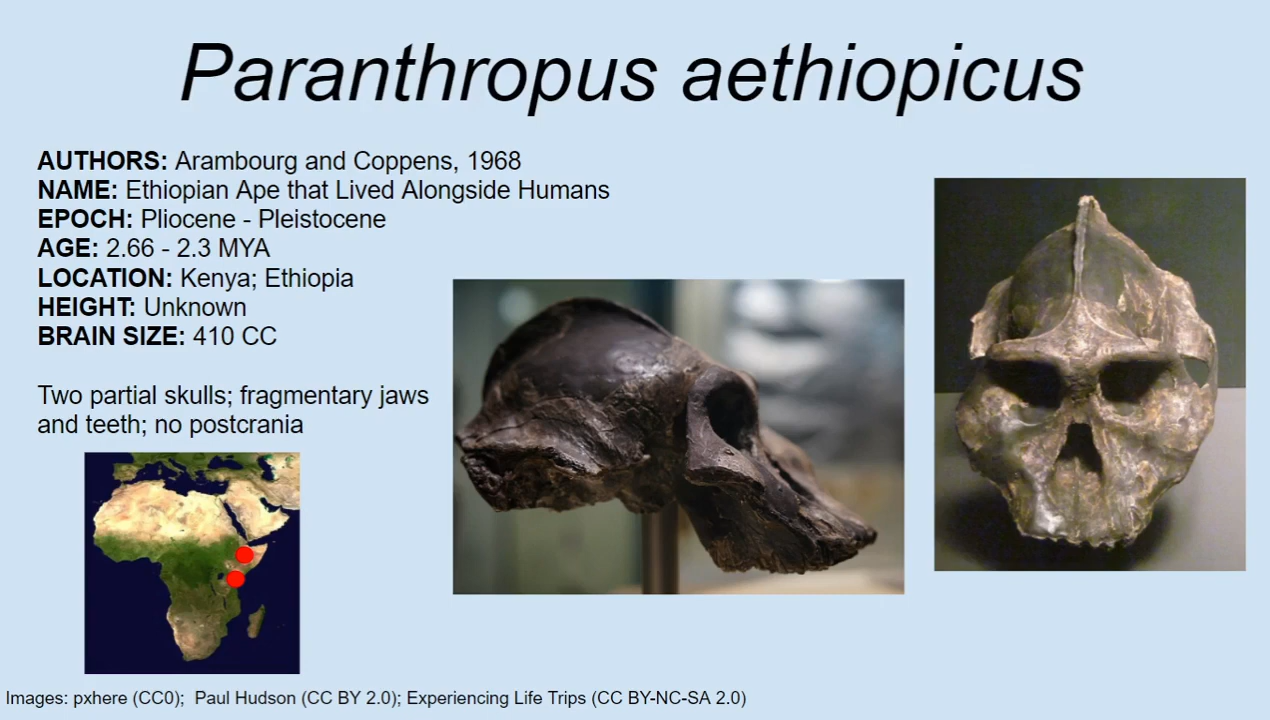 Paranthropus aethiopicus
AUTHORS: Arambourg and Coppens, 1968
NAME: Ethiopian Ape that Lived Alongside Humans
EPOCH: Pliocene - Pleistocene
AGE: 2.66 - 2.3 MYA
LOCATION: Kenya; Ethiopia
HEIGHT: Unknown
BRAIN SIZE: 410 CC
Two partial skulls; fragmentary jaws
and teeth; no postcrania
Images: pxhere (CC0);  Paul Hudson (CC BY 2.0); Experiencing Life Trips (CC BY-NC-SA 2.0)